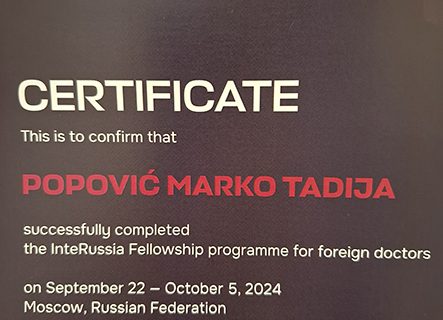 CERTIFICATE
This is to confirm that
POPOVIĆ MARKO TADIJA
successfully completed
the InteRussia Fellowship programme for foreign doctors
on September 22 — October 5, 2024
Moscow, Russian Federation